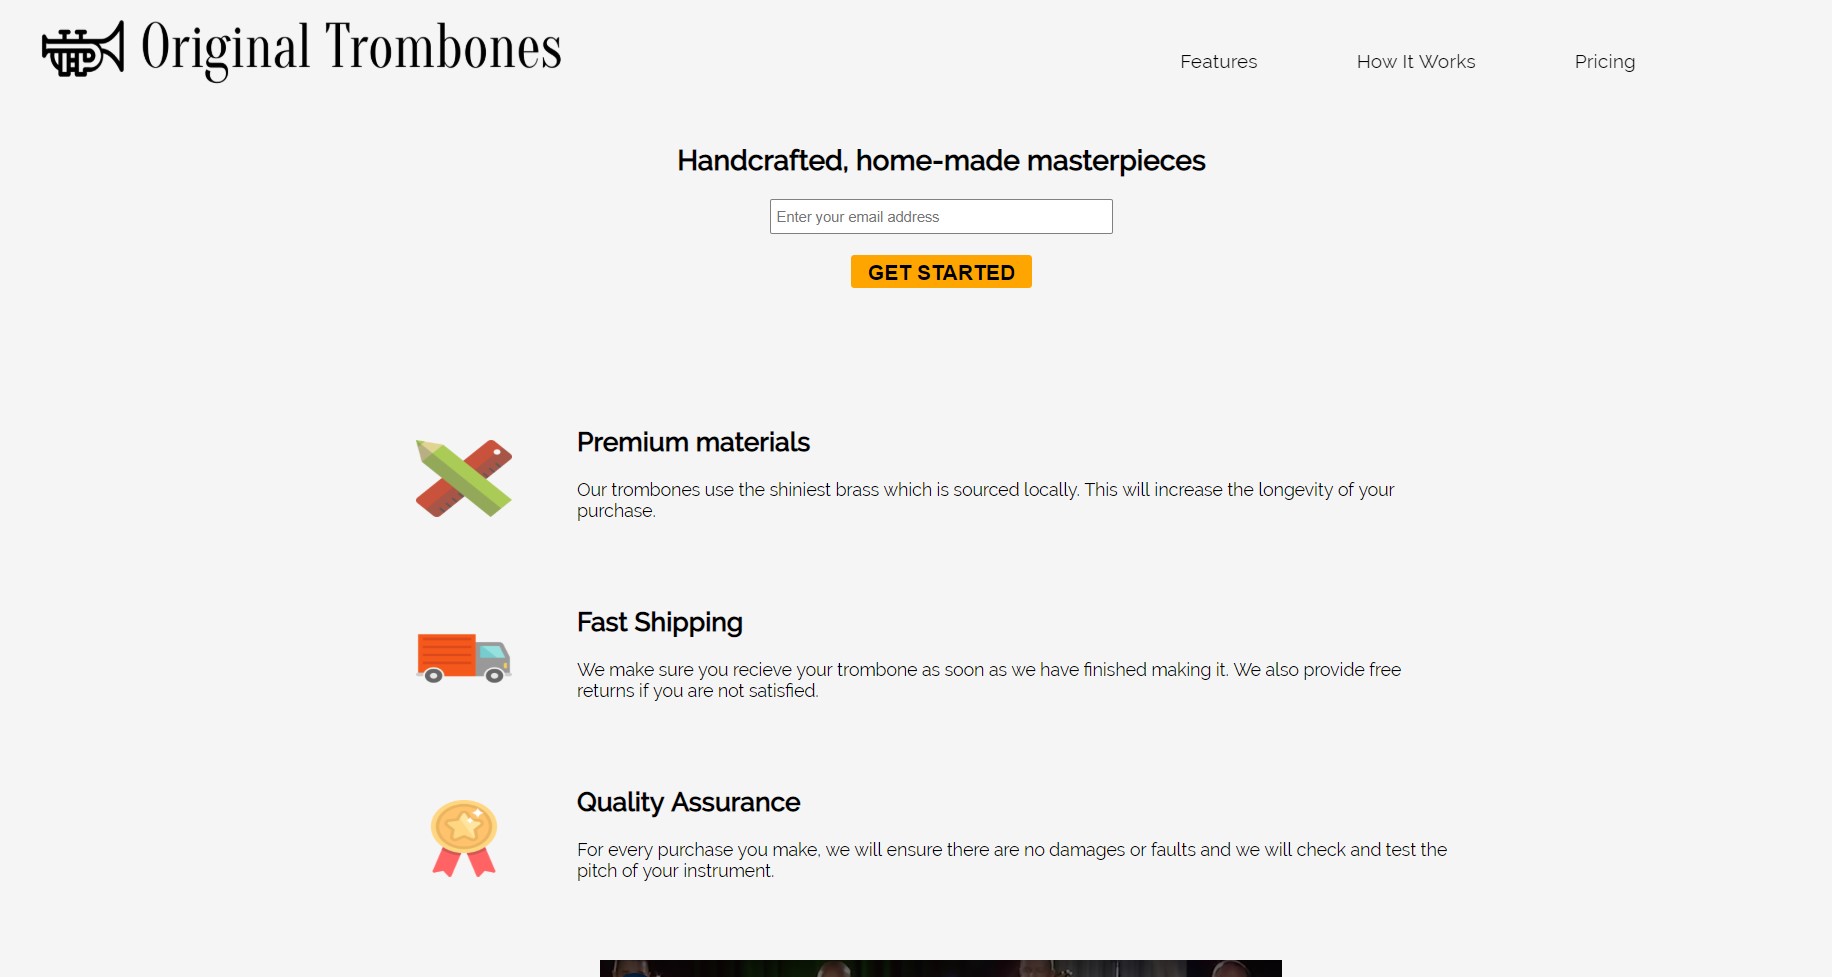 Original Trombones
Features
How It Works
Pricing
Handcrafted, home-made masterpieces
Enter your email address
GET STARTED
Premium materials
Our trombones use the shiniest brass which is sourced locally. This will increase the longevity of your
purchase.
Fast Shipping
We make sure you recieve your trombone as soon as we have finished making it. We also provide free
returns if you are not satisfied.
Quality Assurance
For every purchase you make, we will ensure there are no damages or faults and we will check and test the
pitch of your instrument.